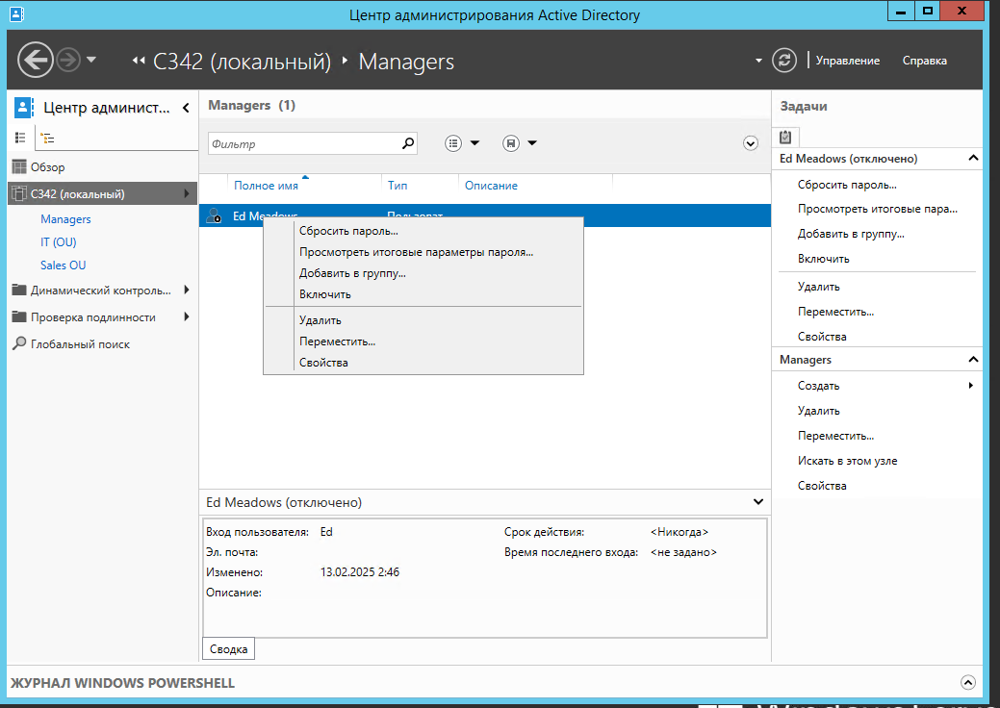 Центр администрирования Active Directory
C342 (локальный) Managers
Управление Справка
Центр админист...
Обзор
C342 (локальный)
Managers
IT (OU)
Sales OU
Динамический контроль...
Проверка подлинности
Глобальный поиск
Managers (1)
Фильтр
Полное имя Тип Описание
Ed Meadows Пользоват...
Сбросить пароль...
Просмотреть итоговые параметры пароля...
Добавить в группу...
Включить
Удалить
Переместить...
Свойства
Ed Meadows (отключено)
Вход пользователя: Ed Срок действия: <Никогда>
Эл. почта: Время последнего входа: <не задано>
Изменено: 13.02.2025 2:46
Описание:
Сводка
Задачи
Ed Meadows (отключено)
Сбросить пароль...
Просмотреть итоговые пара...
Добавить в группу...
Включить
Удалить
Переместить...
Свойства
Managers
Создать
Удалить
Переместить...
Искать в этом узле
Свойства
ЖУРНАЛ WINDOWS POWERSHELL